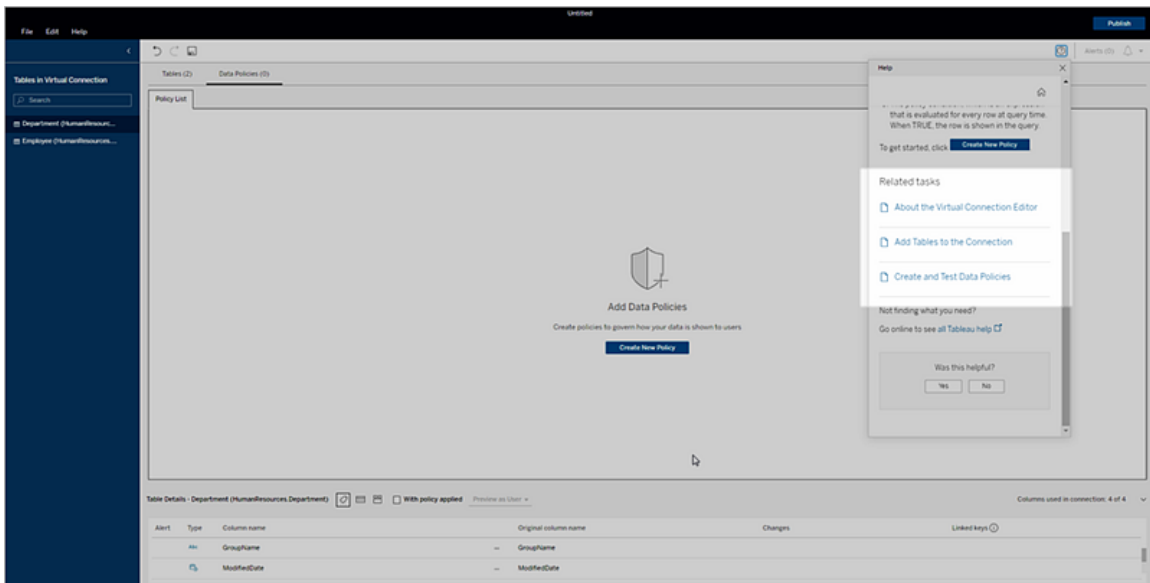 Untitled
File Edit Help
Publish
Alerts (0)
Tables in Virtual Connection
Search
Department (HumanResourc...
Employee (HumanResources....
Tables (2) Data Policies (0)
Policy List
Help
that is evaluated for every row at query time.
When TRUE, the row is shown in the query.
To get started, click Create New Policy
Related tasks
About the Virtual Connection Editor
Add Tables to the Connection
Create and Test Data Policies
Not finding what you need?
Go online to see all Tableau help
Was this helpful?
Yes No
Add Data Policies
Create policies to govern how your data is shown to users
Create New Policy
Table Details - Department (HumanResources.Department) With policy applied Preview as User
Columns used in connection: 4 of 4
Alert Type Column name Original column name Changes Linked keys
Abc GroupName ... GroupName
ModifiedDate ... ModifiedDate